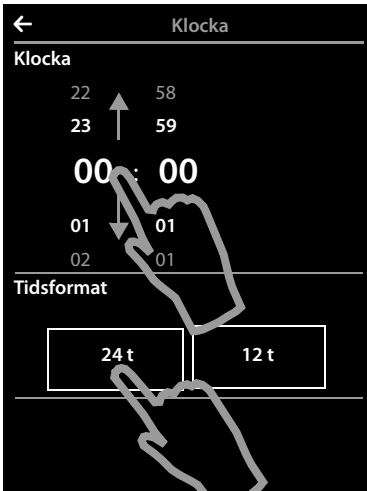 Klocka
Klocka
22 58
23 59
00 : 00
01 01
02 01
Tidsformat
24 t 12 t